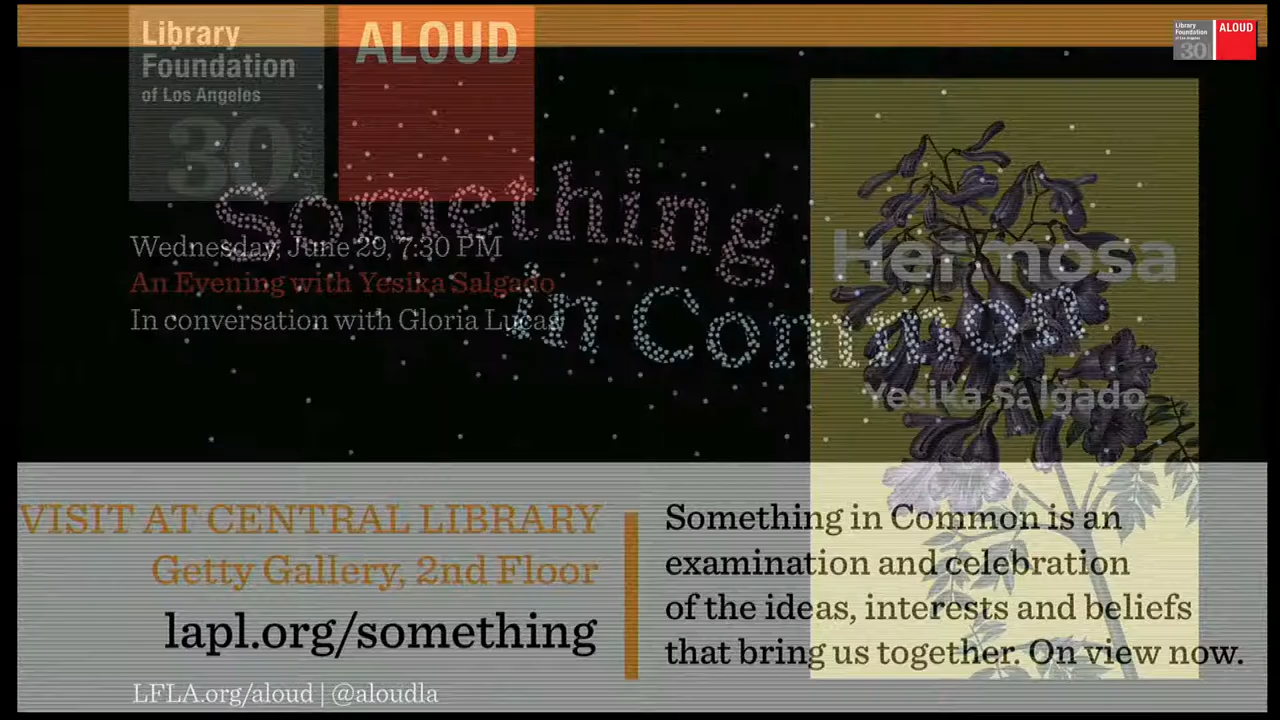 Library
Foundation
of Los Angeles
30
ALOUD
Library
Foundation
of Los Angeles
30
ALOUD
Something
in Common
Wednesday, June 29, 7:30 PM
An Evening with Yesika Salgado
In conversation with Gloria Lucas
Hermosa
Yesika Salgado
VISIT AT CENTRAL LIBRARY
Getty Gallery, 2nd Floor
lapl.org/something
Something in Common is an
examination and celebration
of the ideas, interests and beliefs
that bring us together. On view now.
LFLA.org/aloud | @aloudla